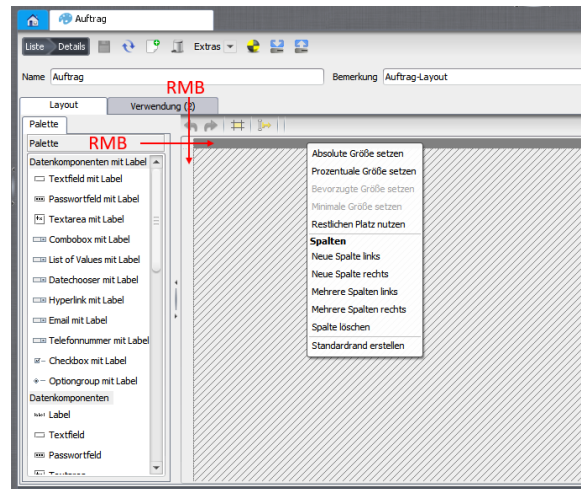 Auftrag
Liste Details Extras
Name Auftrag Bemerkung Auftrag-Layout
RMB
Layout Verwendung (2)
Palette
Palette
RMB
Datenkomponenten mit Label
Textfield mit Label
Passwortfeld mit Label
Textarea mit Label
Combobox mit Label
List of Values mit Label
Datechooser mit Label
Hyperlink mit Label
Email mit Label
Telefonnummer mit Label
Checkbox mit Label
Optiongroup mit Label
Datenkomponenten
Label
Textfield
Passwortfeld
Absolute Größe setzen
Prozentuale Größe setzen
Bevorzugte Größe setzen
Minimale Größe setzen
Restlichen Platz nutzen
Spalten
Neue Spalte links
Neue Spalte rechts
Mehrere Spalten links
Mehrere Spalten rechts
Spalte löschen
Standardrand erstellen